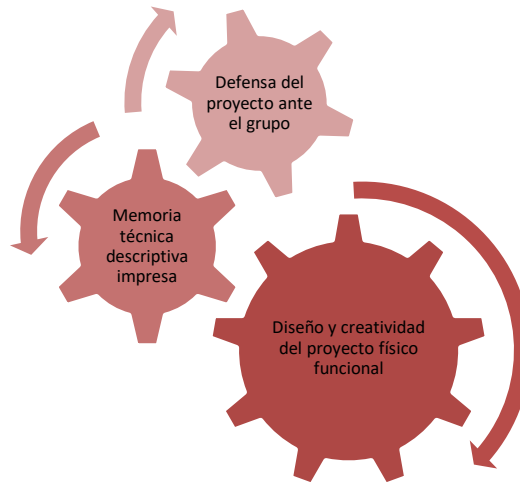 Defensa del
proyecto ante
el grupo
Memoria
técnica
descriptiva
impresa
Diseño y creatividad
del proyecto físico
funcional